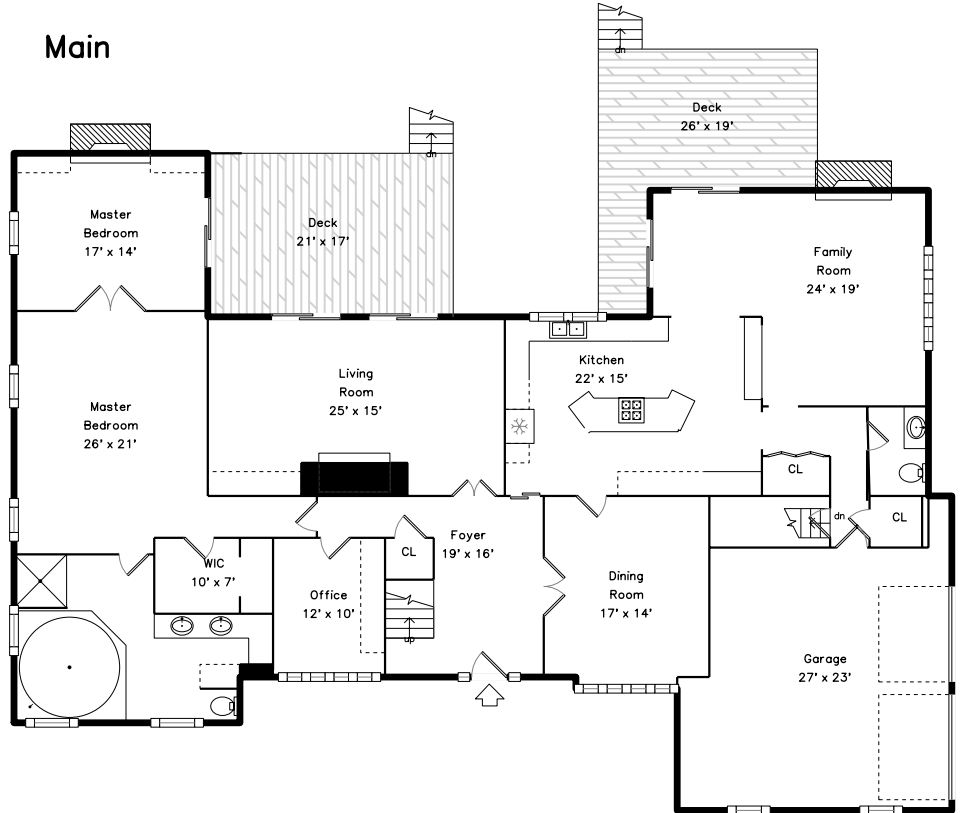 Main
dn
Deck
26' x 19'
dn
Master
Bedroom
17' x 14'
Deck
21' x 17'
Family
Room
24' x 19'
Kitchen
22' x 15'
Living
Room
25' x 15'
Master
Bedroom
26' x 21'
CL
CL
dn
Foyer
19' x 16'
CL
WIC
10' x 7'
Office
12' x 10'
Dining
Room
17' x 14'
up
Garage
27' x 23'